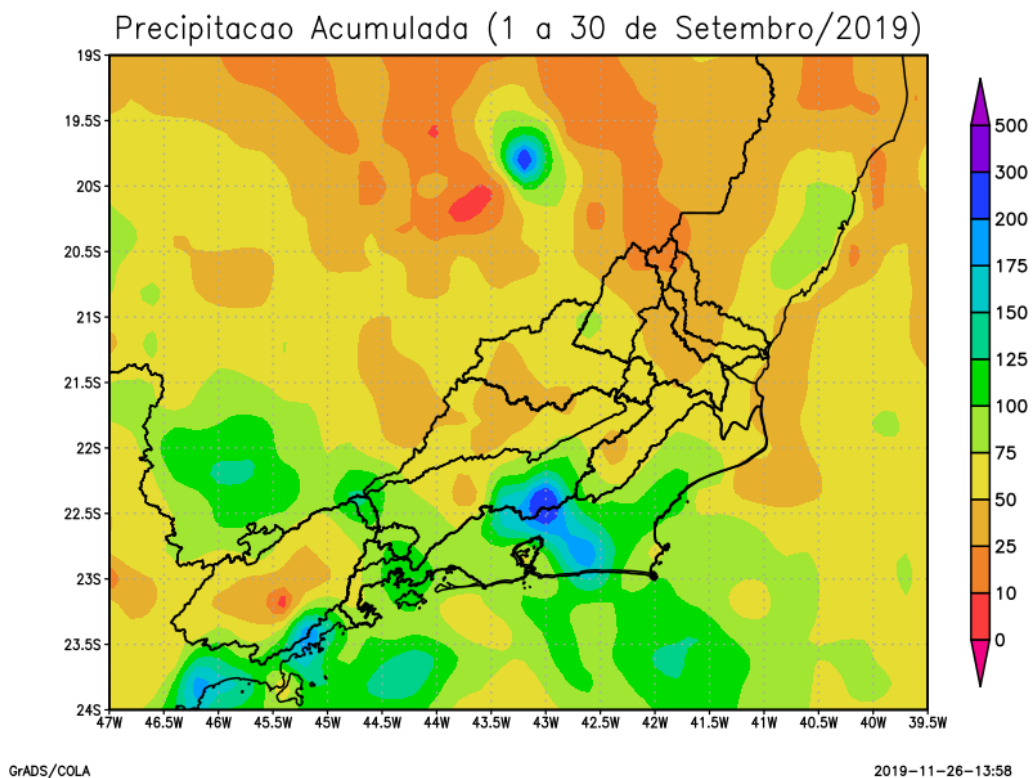 Precipitacao Acumulada (1 a 30 de Setembro/2019)
19S
19.5S
20S
20.5S
21S
21.5S
22S
22.5S
23S
23.5S
24S
47W 46.5W 46W 45.5W 45W 44.5W 44W 43.5W 43W 42.5W 42W 41.5W 41W 40.5W 40W 39.5W
500
300
200
175
150
125
100
75
50
25
10
0
GrADS/COLA
2019-11-26-13:58